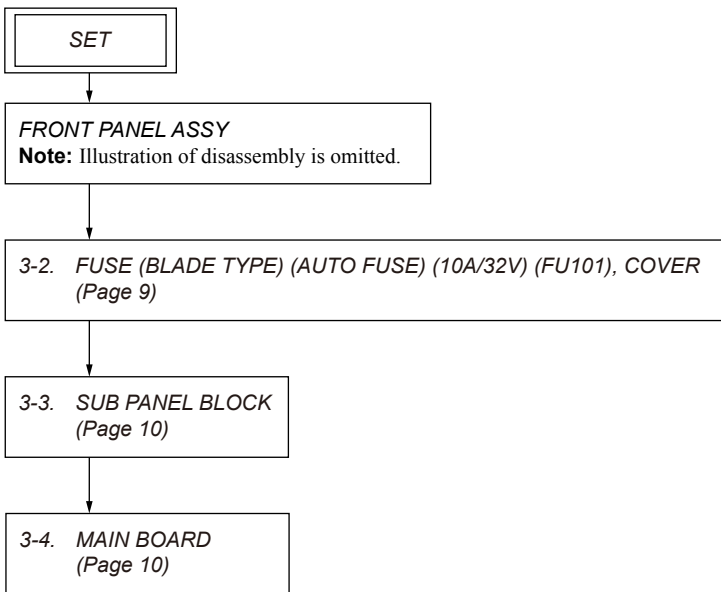 SET
FRONT PANEL ASSY
Note: Illustration of disassembly is omitted.
3-2. FUSE (BLADE TYPE) (AUTO FUSE) (10A/32V) (FU101), COVER
(Page 9)
3-3. SUB PANEL BLOCK
(Page 10)
3-4. MAIN BOARD
(Page 10)